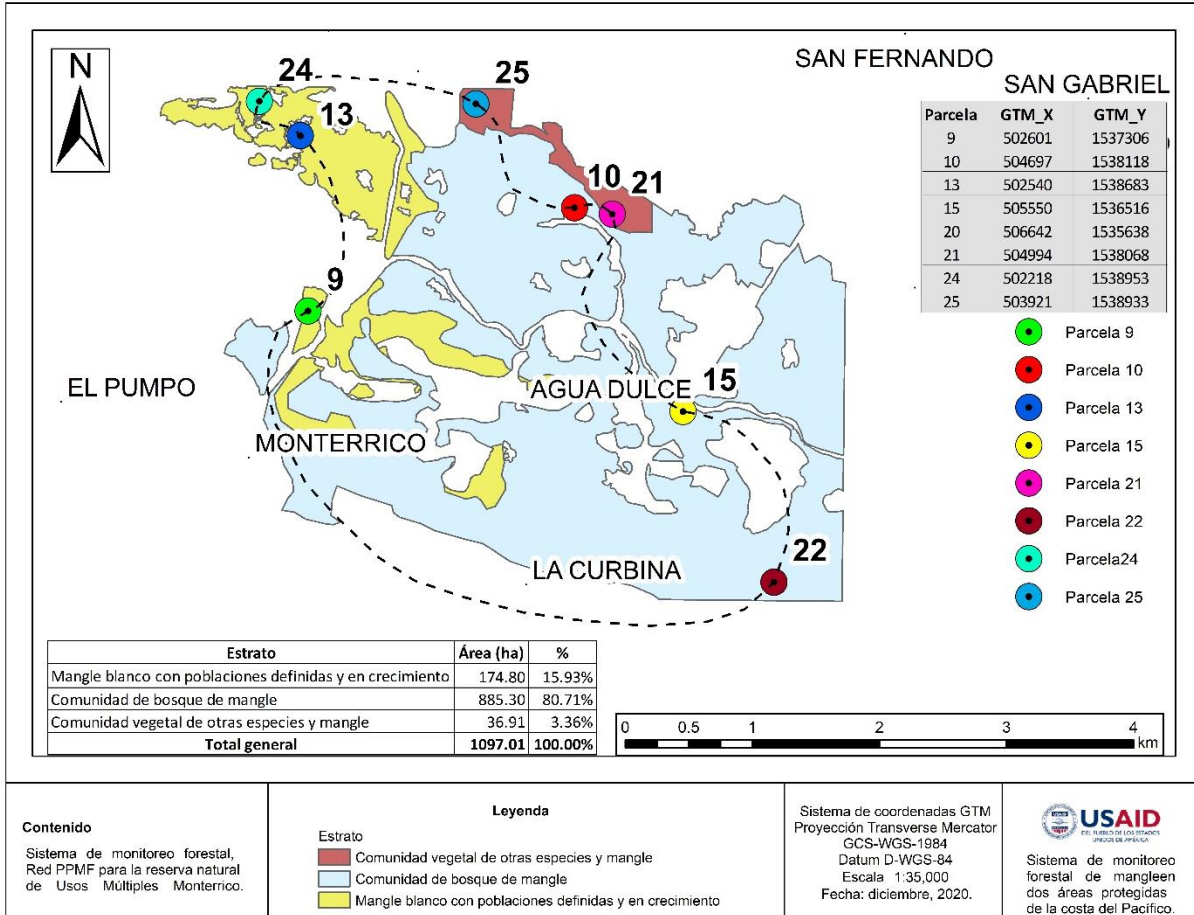 N
24
25
13
10
21
9
15
22
SAN FERNANDO
SAN GABRIEL
EL PUMPO
MONTERRICO
AGUA DULCE
LA CURBINA
Parcela GTM_X GTM_Y
9 502601 1537306
10 504697 1538118
13 502540 1538683
15 505550 1536516
20 506642 1535638
21 504994 1538068
24 502218 1538953
25 503921 1538933
Parcela 9
Parcela 10
Parcela 13
Parcela 15
Parcela 21
Parcela 22
Parcela24
Parcela 25
Estrato Área (ha) %
Mangle blanco con poblaciones definidas y en crecimiento 174.80 15.93%
Comunidad de bosque de mangle 885.30 80.71%
Comunidad vegetal de otras especies y mangle 36.91 3.36%
Total general 1097.01 100.00%
0 0.5 1 2 3 4
km
Contenido
Sistema de monitoreo forestal,
Red PPMF para la reserva natural
de Usos Múltiples Monterrico.
Leyenda
Estrato
Comunidad vegetal de otras especies y mangle
Comunidad de bosque de mangle
Mangle blanco con poblaciones definidas y en crecimiento
Sistema de coordenadas GTM
Proyección Transverse Mercator
GCS-WGS-1984
Datum D-WGS-84
Escala 1:35,000
Fecha: diciembre, 2020.
USAID
DEL PUEBLO DE LOS ESTADOS
UNIDOS DE AMÉRICA
Sistema de monitoreo
forestal de mangleen
dos áreas protegidas
de la costa del Pacífico.